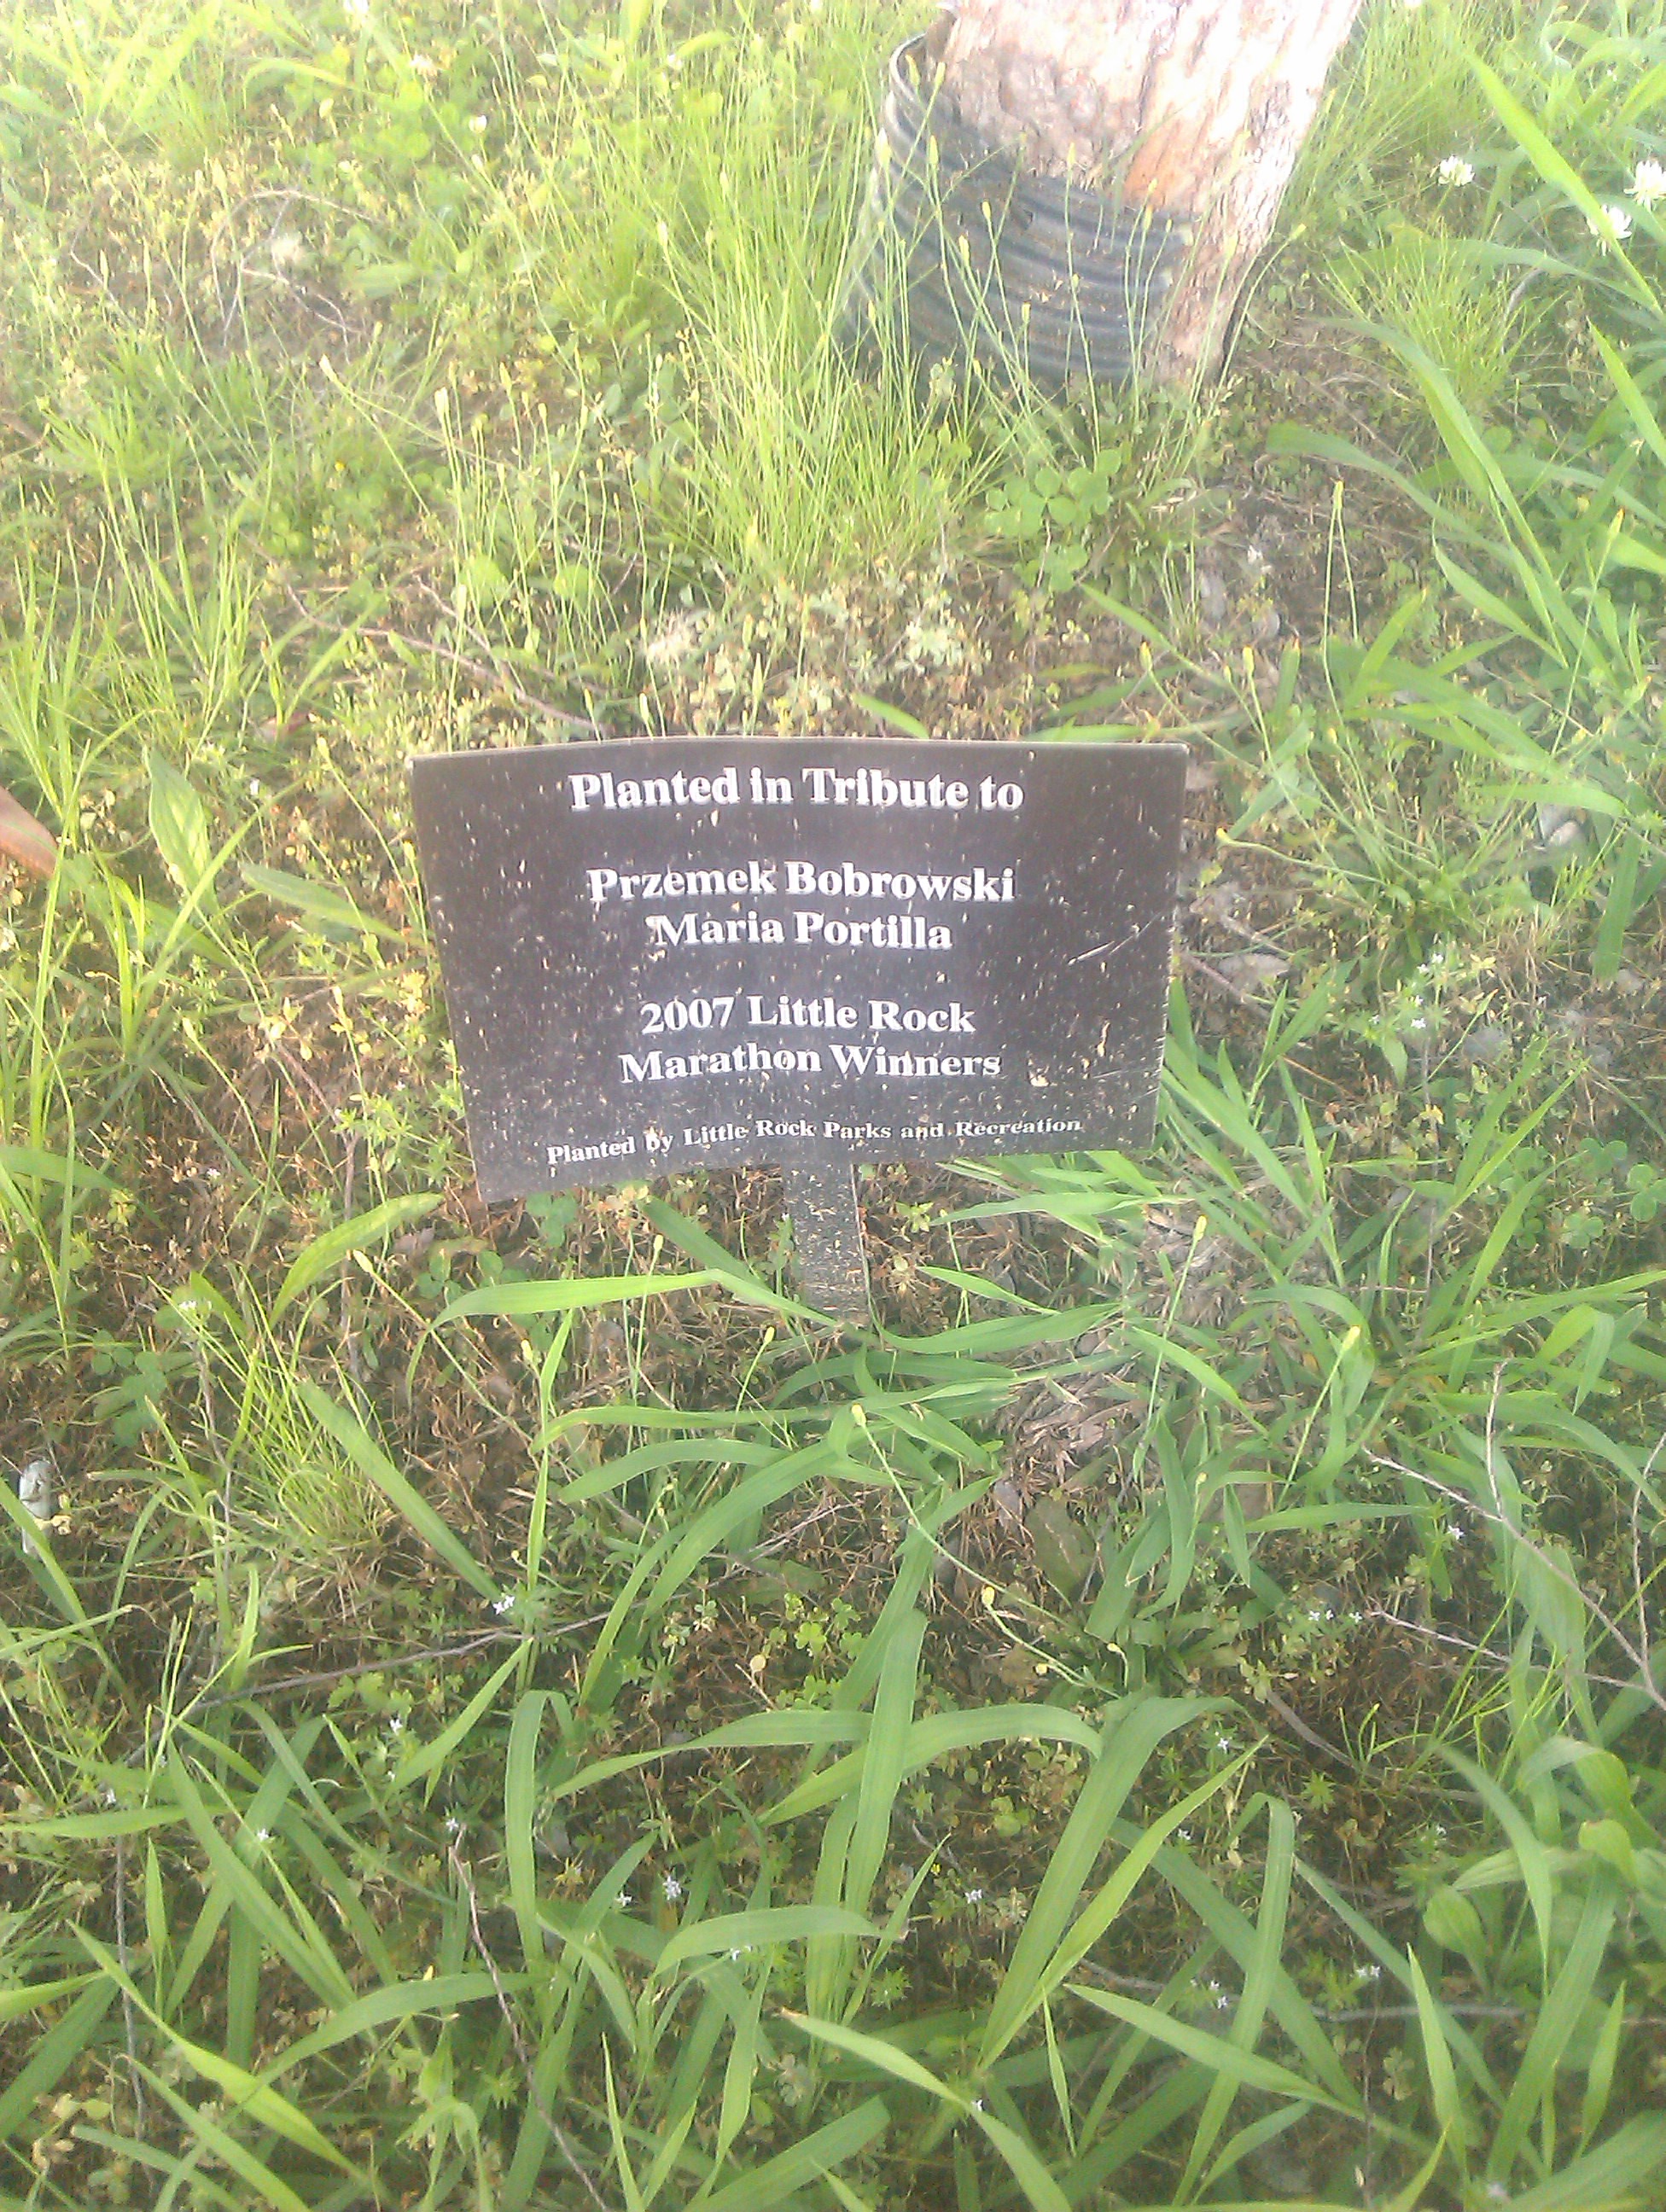 Planted in Tribute to
Przemek Bobrowski
Maria Portilla
2007 Little Rock
Marathon Winners
Planted by Little Rock Parks and Recreation